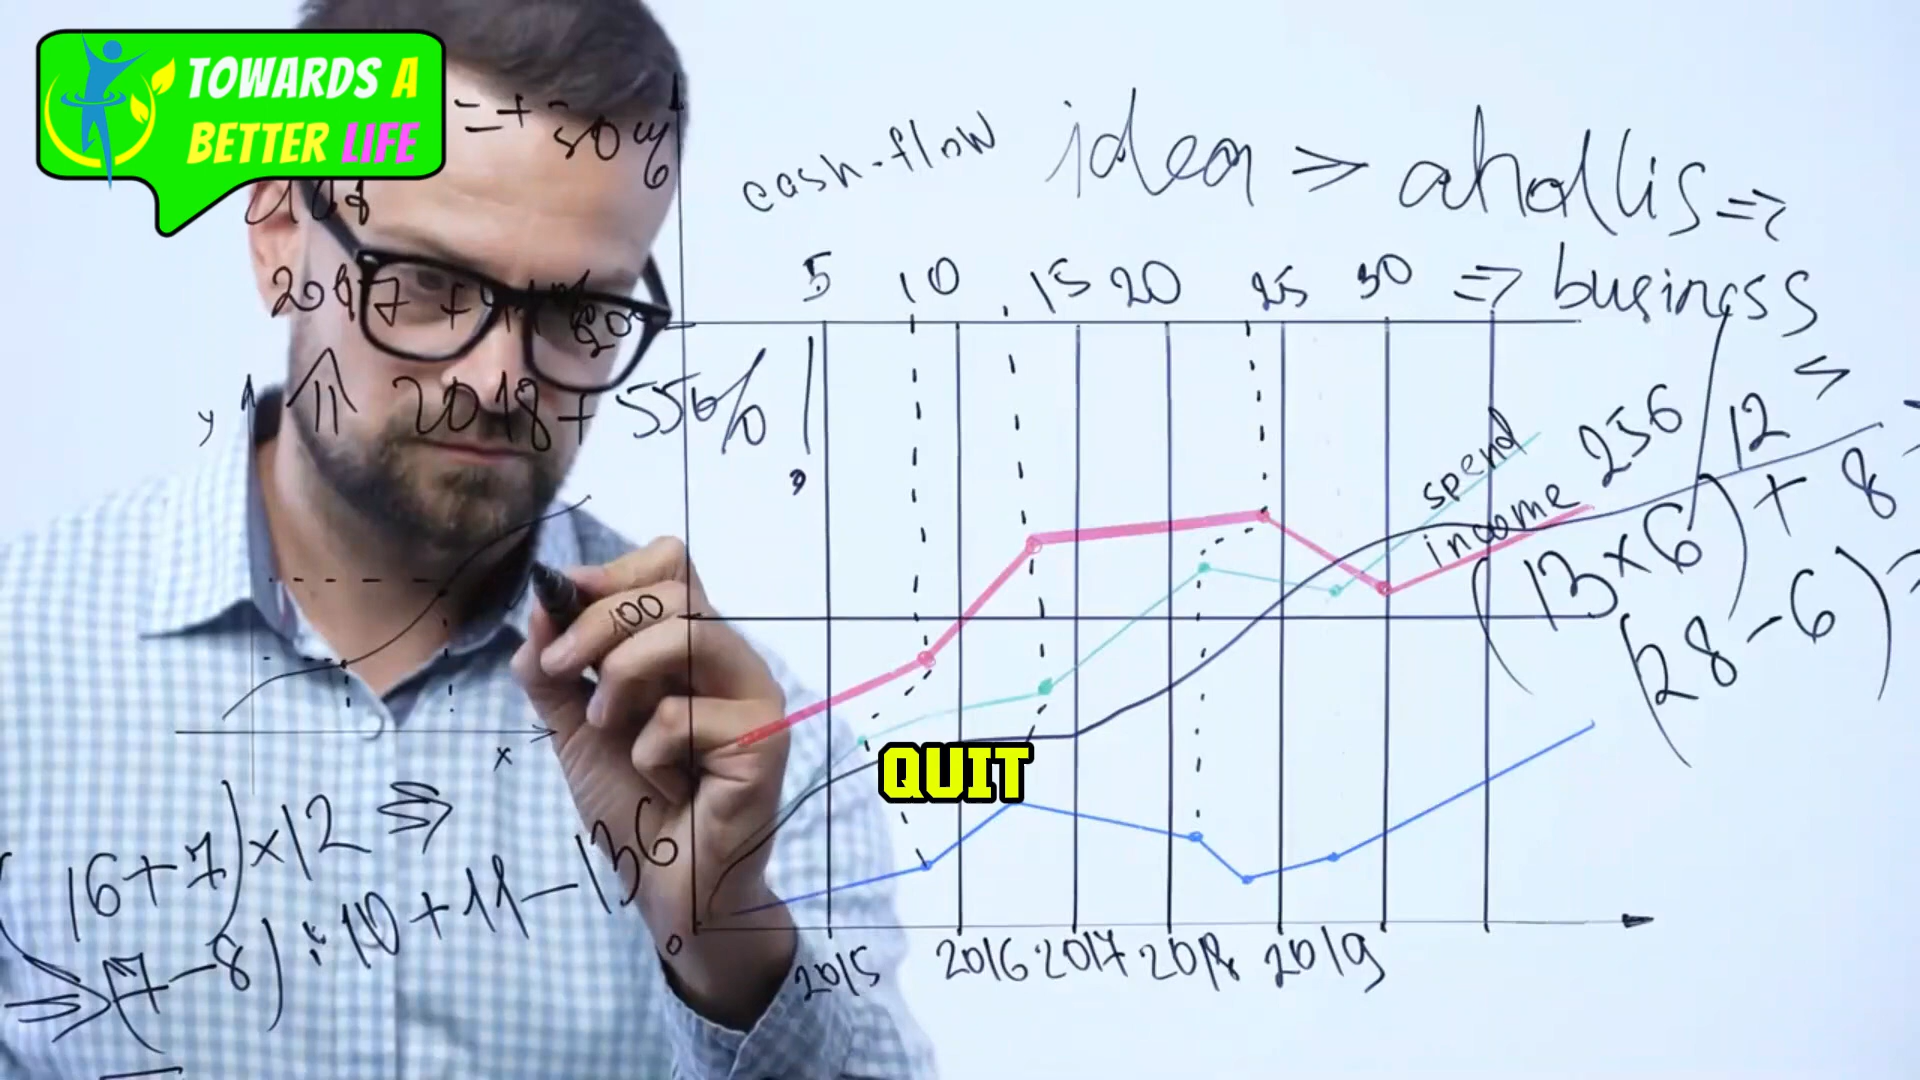 TOWARDS A
BETTER LIFE
cash-flow idea => =>
5 10 15 20 25 30 => business
2018+ 55%!
y
spend
income 256
12
(13×6)+8
(28-6)
100
x
QUIT
(16+7)×12 =>
=>(7-8)÷10+11-136
0
2015 2016 2017 2018 2019